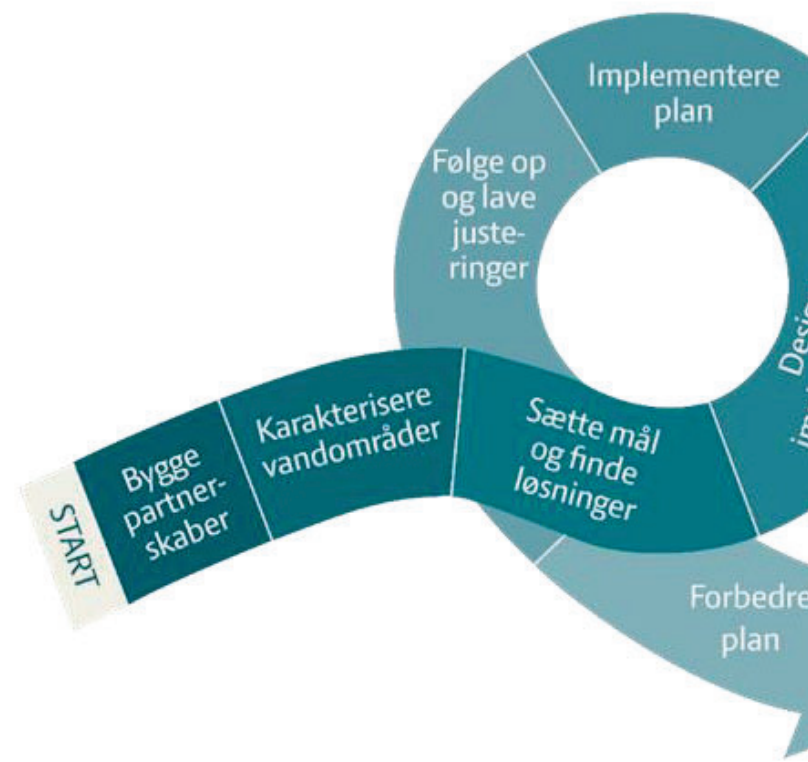 START
Bygge
partner-
skaber
Karakterisere
vandområder
Sætte mål
og finde
løsninger
Implementere
plan
Følge op
og lave
juste-
ringer
Forbedre
plan